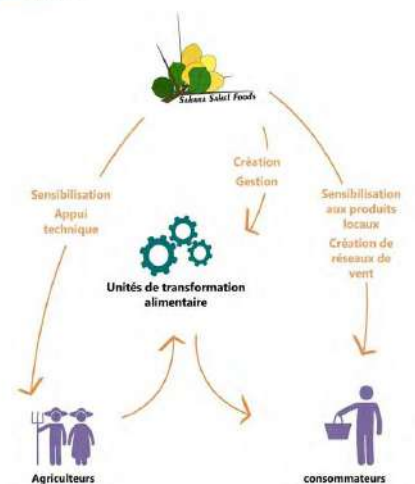 Sahara Sahel Foods
Création
Gestion
Sensibilisation
Appui
technique
Sensibilisation
aux produits
locaux
Création de
réseaux de
vent
Unités de transformation
alimentaire
Agriculteurs
consommateurs